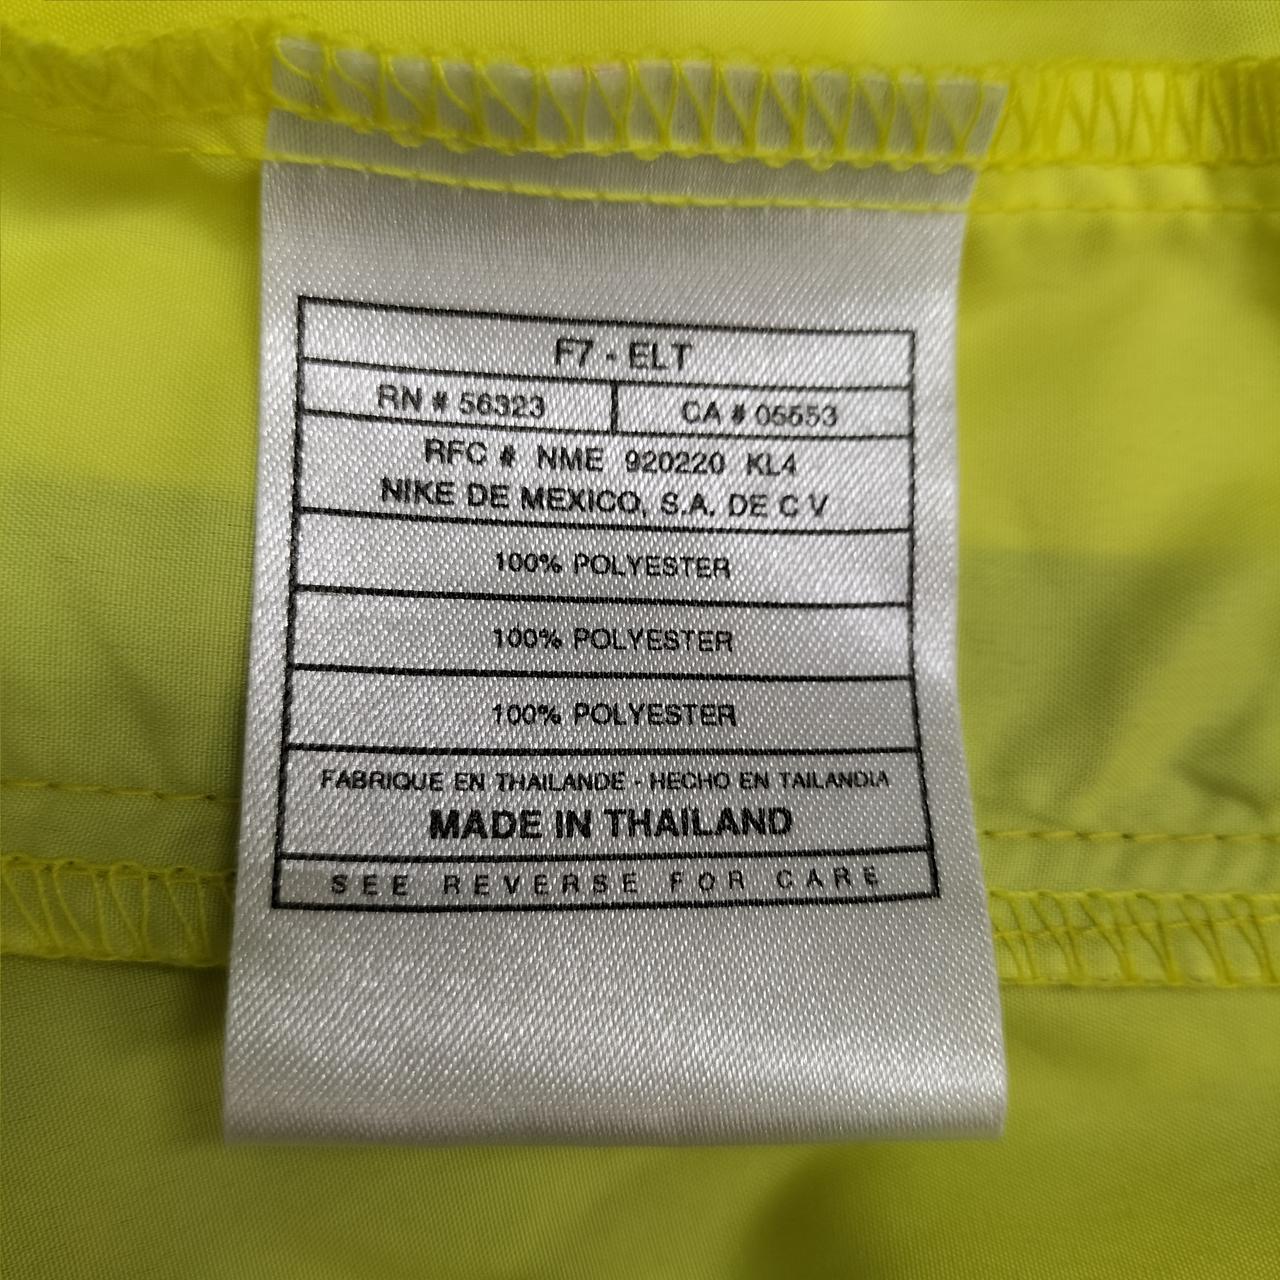 F7 - ELT
RN # 56323 CA # 05553
RFC # NME 920220 KL4
NIKE DE MEXICO, S.A. DE C V
100% POLYESTER
100% POLYESTER
100% POLYESTER
FABRIQUE EN THAILANDE - HECHO EN TAILANDIA
MADE IN THAILAND
SEE REVERSE FOR CARE